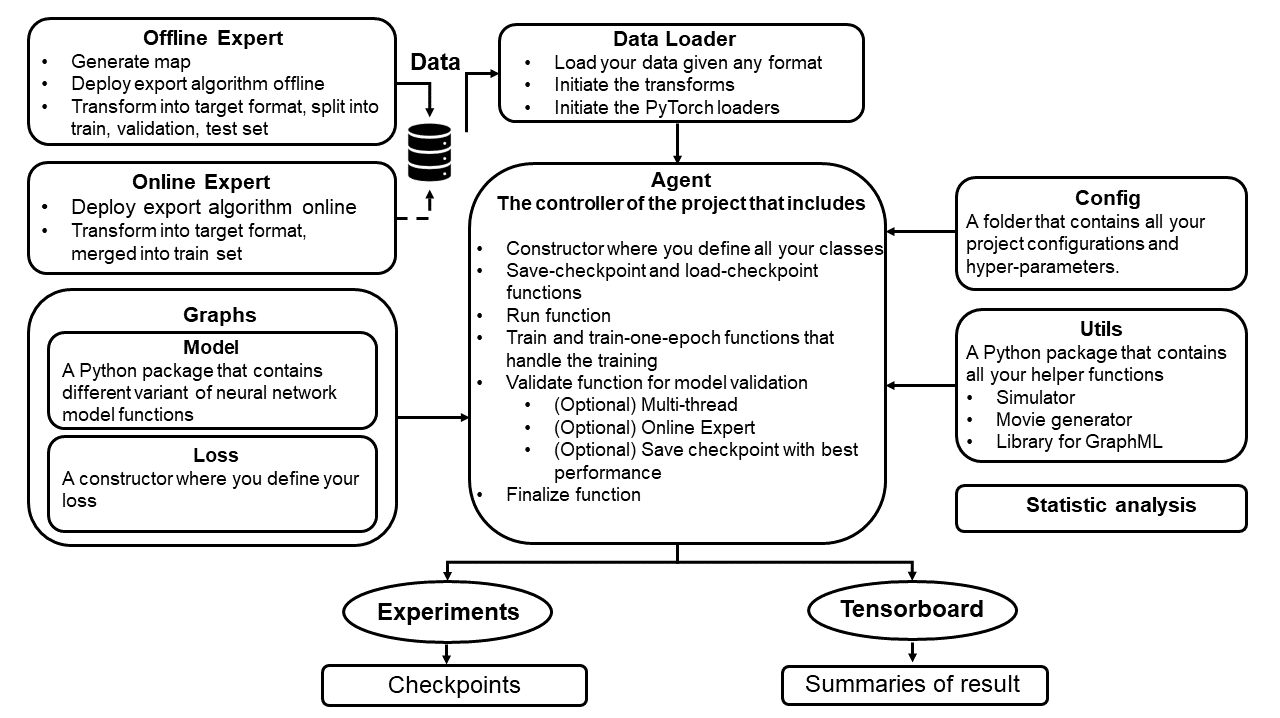 Offline Expert
• Generate map
• Deploy export algorithm offline
• Transform into target format, split into
train, validation, test set
Data
Data Loader
• Load your data given any format
• Initiate the transforms
• Initiate the PyTorch loaders
Online Expert
• Deploy export algorithm online
• Transform into target format,
merged into train set
Agent
The controller of the project that includes
• Constructor where you define all your classes
• Save-checkpoint and load-checkpoint
functions
• Run function
• Train and train-one-epoch functions that
handle the training
• Validate function for model validation
• (Optional) Multi-thread
• (Optional) Online Expert
• (Optional) Save checkpoint with best
performance
• Finalize function
Config
A folder that contains all your
project configurations and
hyper-parameters.
Graphs
Model
A Python package that contains
different variant of neural network
model functions
Loss
A constructor where you define your
loss
Utils
A Python package that contains
all your helper functions
• Simulator
• Movie generator
• Library for GraphML
Statistic analysis
Experiments
Tensorboard
Checkpoints
Summaries of result